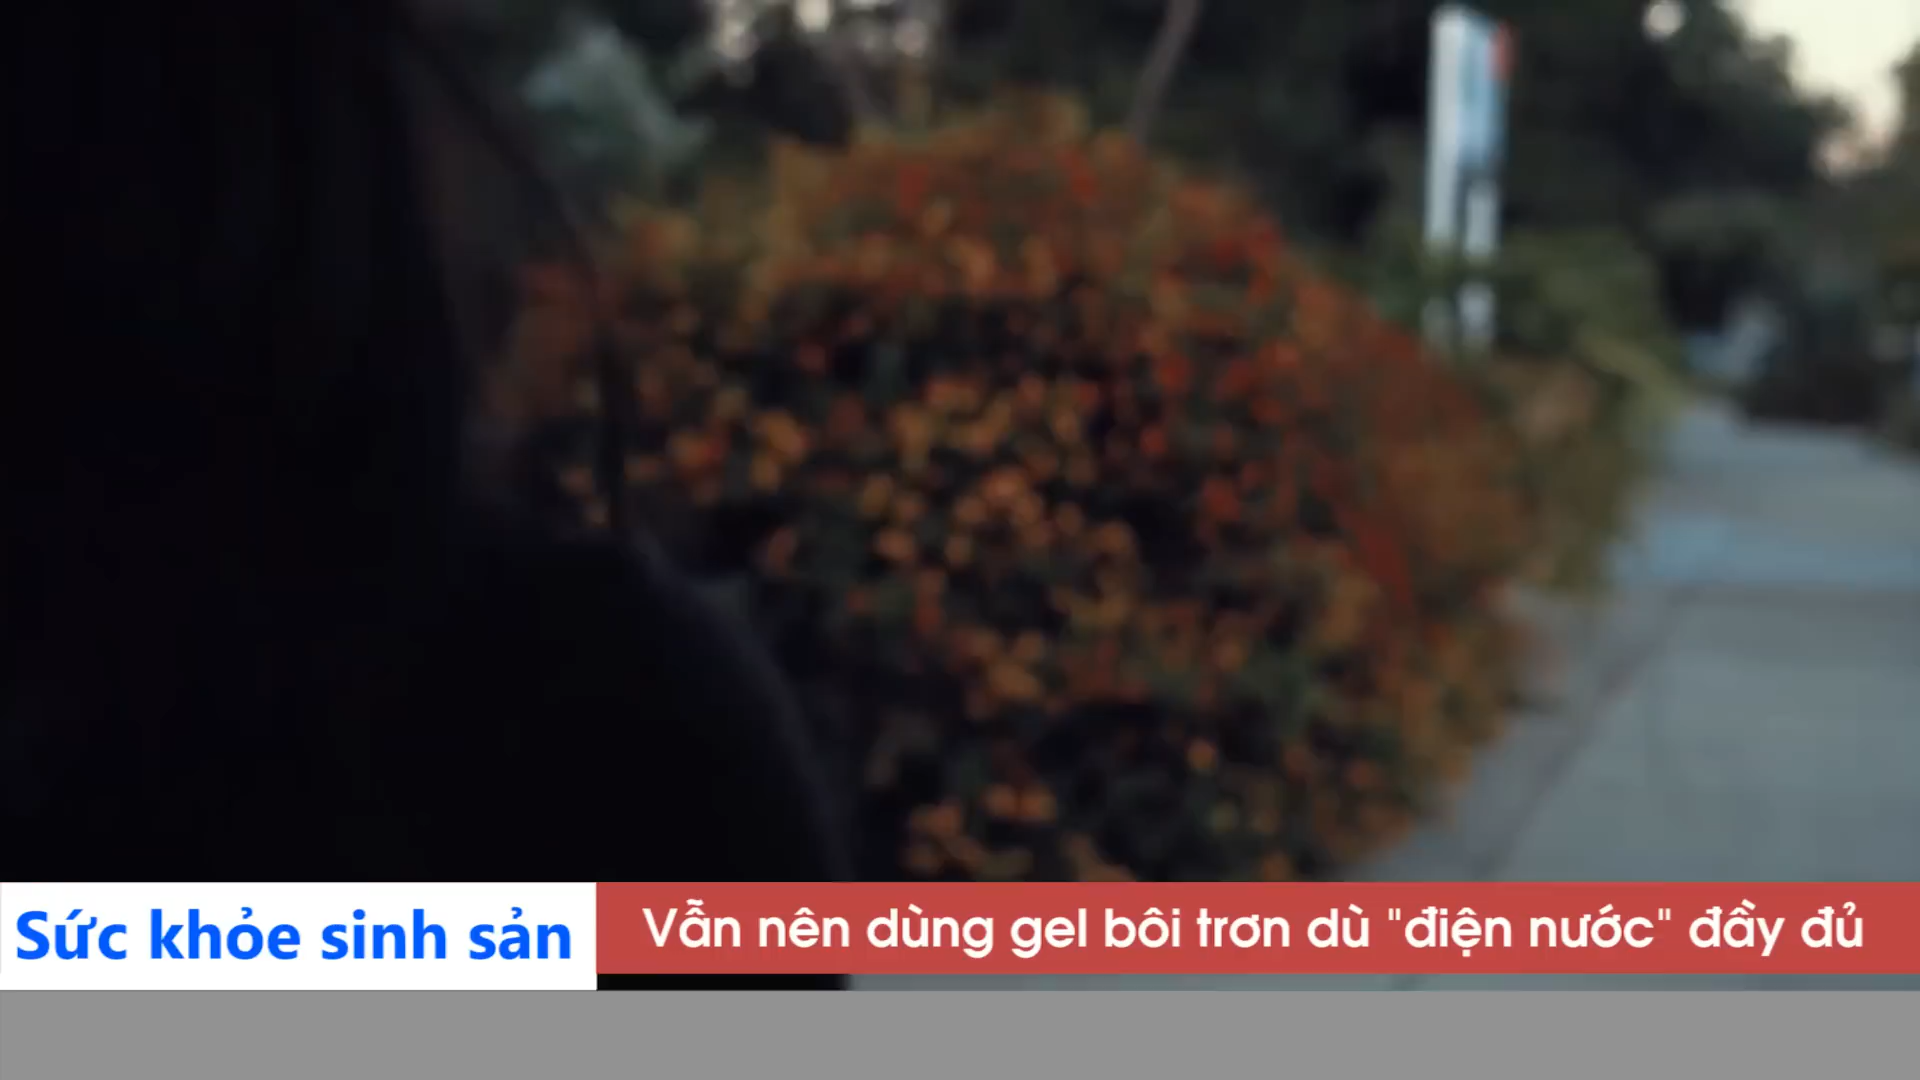 Sức khỏe sinh sản
Vẫn nên dùng gel bôi trơn dù "điện nước" đầy đủ